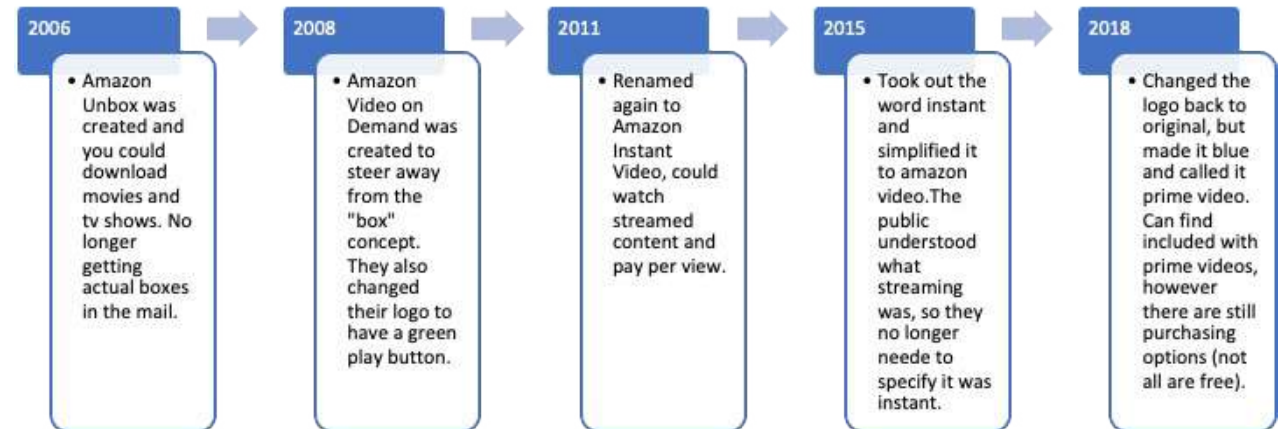 2006
• Amazon
Unbox was
created and
you could
download
movies and
tv shows. No
longer
getting
actual boxes
in the mail.
2008
• Amazon
Video on
Demand was
created to
steer away
from the
"box"
concept.
They also
changed
their logo to
have a green
play button.
2011
• Renamed
again to
Amazon
Instant
Video, could
watch
streamed
content and
pay per view.
2015
• Took out the
word instant
and
simplified it
to amazon
video.The
public
understood
what
streaming
was, so they
no longer
neede to
specify it was
instant.
2018
• Changed the
logo back to
original, but
made it blue
and called it
prime video.
Can find
included with
prime videos,
however
there are still
purchasing
options (not
all are free).